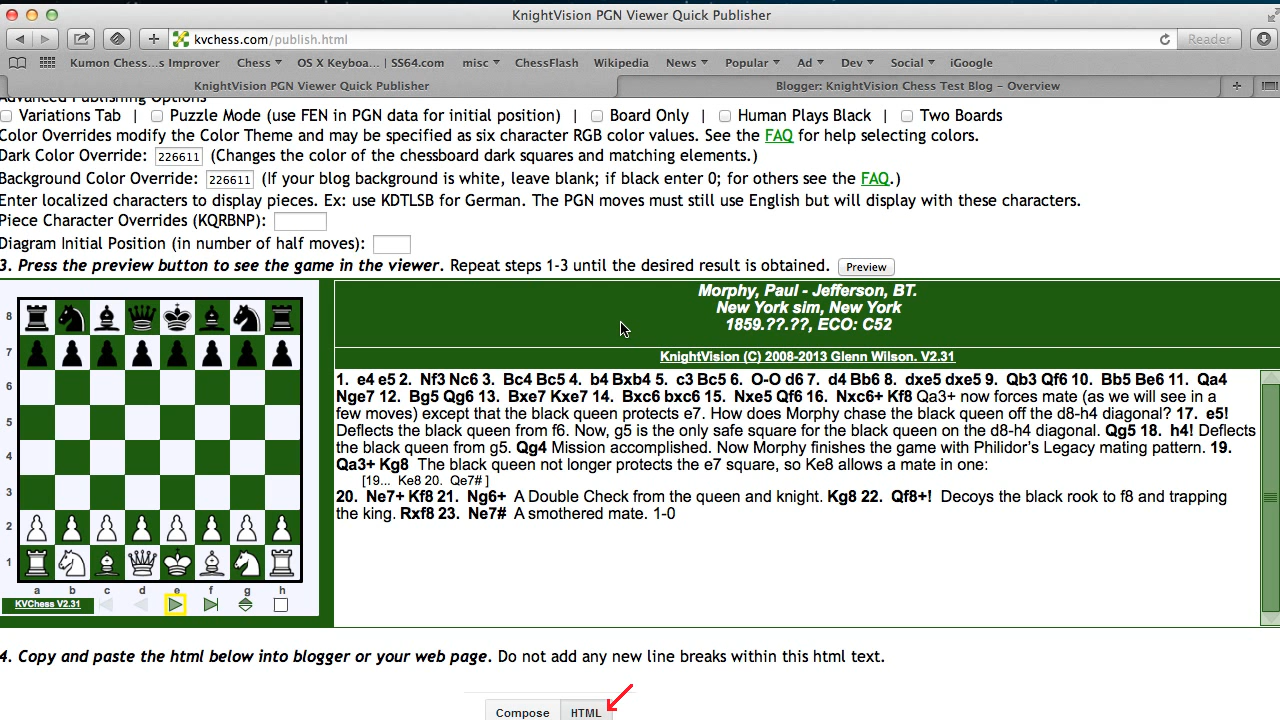 KnightVision PGN Viewer Quick Publisher
kvchess.com/publish.html
Reader
Kumon Chess...s Improver Chess OS X Keyboa... | SS64.com misc ChessFlash Wikipedia News Popular Ad Dev Social iGoogle
KnightVision PGN Viewer Quick Publisher Blogger: KnightVision Chess Test Blog – Overview
Advanced Publishing Options
Variations Tab | Puzzle Mode (use FEN in PGN data for initial position) | Board Only | Human Plays Black | Two Boards
Color Overrides modify the Color Theme and may be specified as six character RGB color values. See the FAQ for help selecting colors.
Dark Color Override: 226611 (Changes the color of the chessboard dark squares and matching elements.)
Background Color Override: 226611 (If your blog background is white, leave blank; if black enter 0; for others see the FAQ.)
Enter localized characters to display pieces. Ex: use KDTLSB for German. The PGN moves must still use English but will display with these characters.
Piece Character Overrides (KQRBNP):
Diagram Initial Position (in number of half moves):
3. Press the preview button to see the game in the viewer. Repeat steps 1-3 until the desired result is obtained. Preview
8
7
6
5
4
3
2
1
a b c d e f g h
KVChess V2.31
Morphy, Paul - Jefferson, BT.
New York sim, New York
1859.??.??, ECO: C52
KnightVision (C) 2008-2013 Glenn Wilson. V2.31
1. e4 e5 2. Nf3 Nc6 3. Bc4 Bc5 4. b4 Bxb4 5. c3 Bc5 6. O-O d6 7. d4 Bb6 8. dxe5 dxe5 9. Qb3 Qf6 10. Bb5 Be6 11. Qa4
Nge7 12. Bg5 Qg6 13. Bxe7 Kxe7 14. Bxc6 bxc6 15. Nxe5 Qf6 16. Nxc6+ Kf8 Qa3+ now forces mate (as we will see in a
few moves) except that the black queen protects e7. How does Morphy chase the black queen off the d8-h4 diagonal? 17. e5!
Deflects the black queen from f6. Now, g5 is the only safe square for the black queen on the d8-h4 diagonal. Qg5 18. h4! Deflects
the black queen from g5. Qg4 Mission accomplished. Now Morphy finishes the game with Philidor's Legacy mating pattern. 19.
Qa3+ Kg8 The black queen not longer protects the e7 square, so Ke8 allows a mate in one:
[19... Ke8 20. Qe7# ]
20. Ne7+ Kf8 21. Ng6+ A Double Check from the queen and knight. Kg8 22. Qf8+! Decoys the black rook to f8 and trapping
the king. Rxf8 23. Ne7# A smothered mate. 1-0
4. Copy and paste the html below into blogger or your web page. Do not add any new line breaks within this html text.
Compose HTML